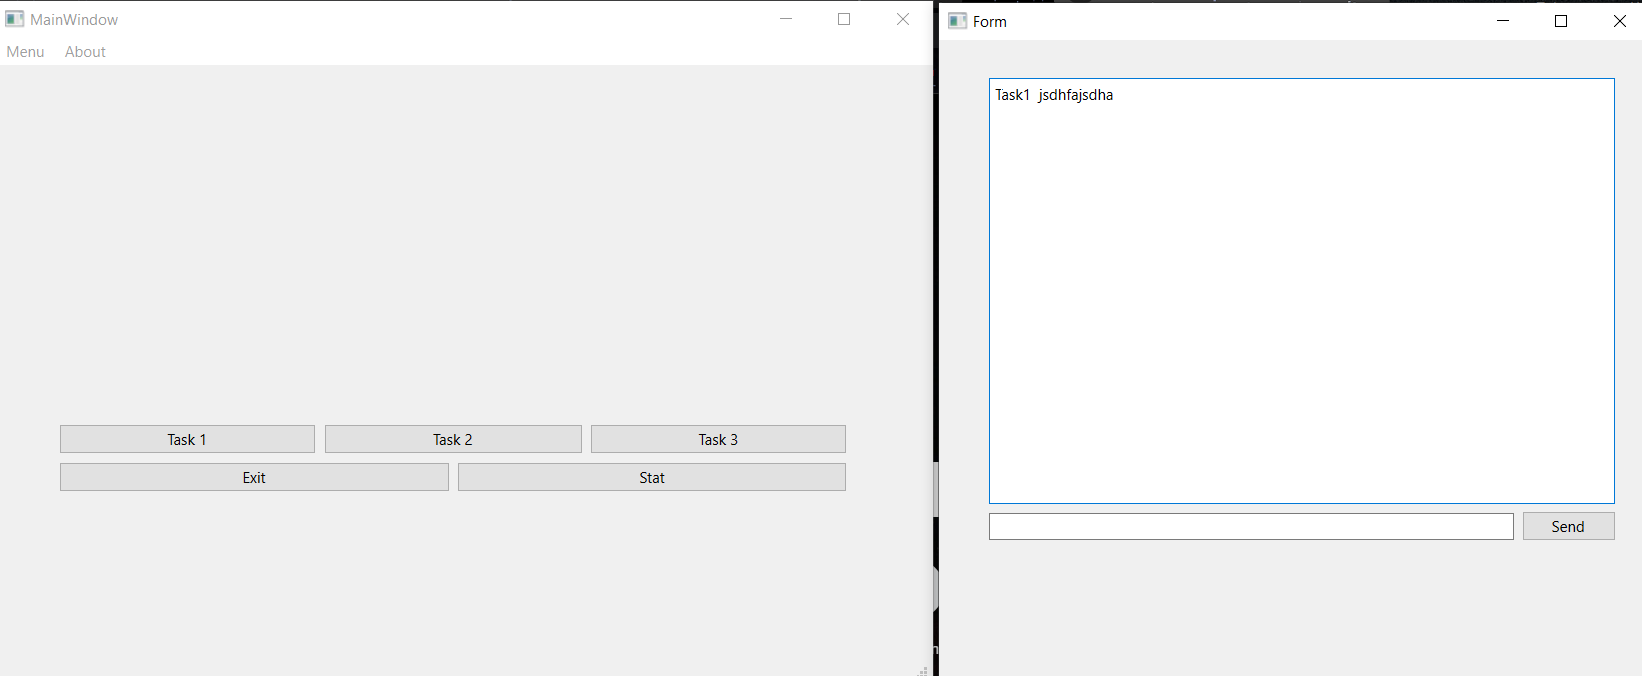 MainWindow
Menu About
Task 1 Task 2 Task 3
Exit Stat
Form
Task1  jsdhfajsdha
Send